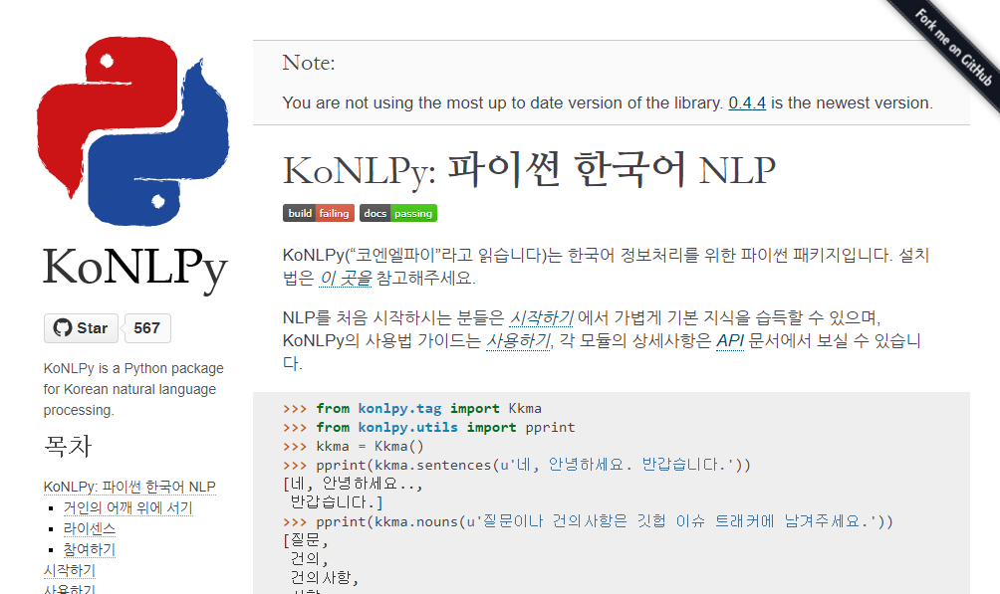 Fork me on GitHub
KoNLPy
Star 567
KoNLPy is a Python package
for Korean natural language
processing.
목차
KoNLPy: 파이썬 한국어 NLP
거인의 어깨 위에 서기
라이센스
참여하기
시작하기
사용하기
Note:
You are not using the most up to date version of the library. 0.4.4 is the newest version.
KoNLPy: 파이썬 한국어 NLP
build failing docs passing
KoNLPy(“코엔엘파이”라고 읽습니다)는 한국어 정보처리를 위한 파이썬 패키지입니다. 설치
법은 이 곳을 참고해주세요.
NLP를 처음 시작하시는 분들은 시작하기 에서 가볍게 기본 지식을 습득할 수 있으며,
KoNLPy의 사용법 가이드는 사용하기, 각 모듈의 상세사항은 API 문서에서 보실 수 있습니
다.
>>> from konlpy.tag import Kkma
>>> from konlpy.utils import pprint
>>> kkma = Kkma()
>>> pprint(kkma.sentences(u'네, 안녕하세요. 반갑습니다.'))
[네, 안녕하세요..,
반갑습니다.]
>>> pprint(kkma.nouns(u'질문이나 건의사항은 깃헙 이슈 트래커에 남겨주세요.'))
[질문,
건의,
건의사항,